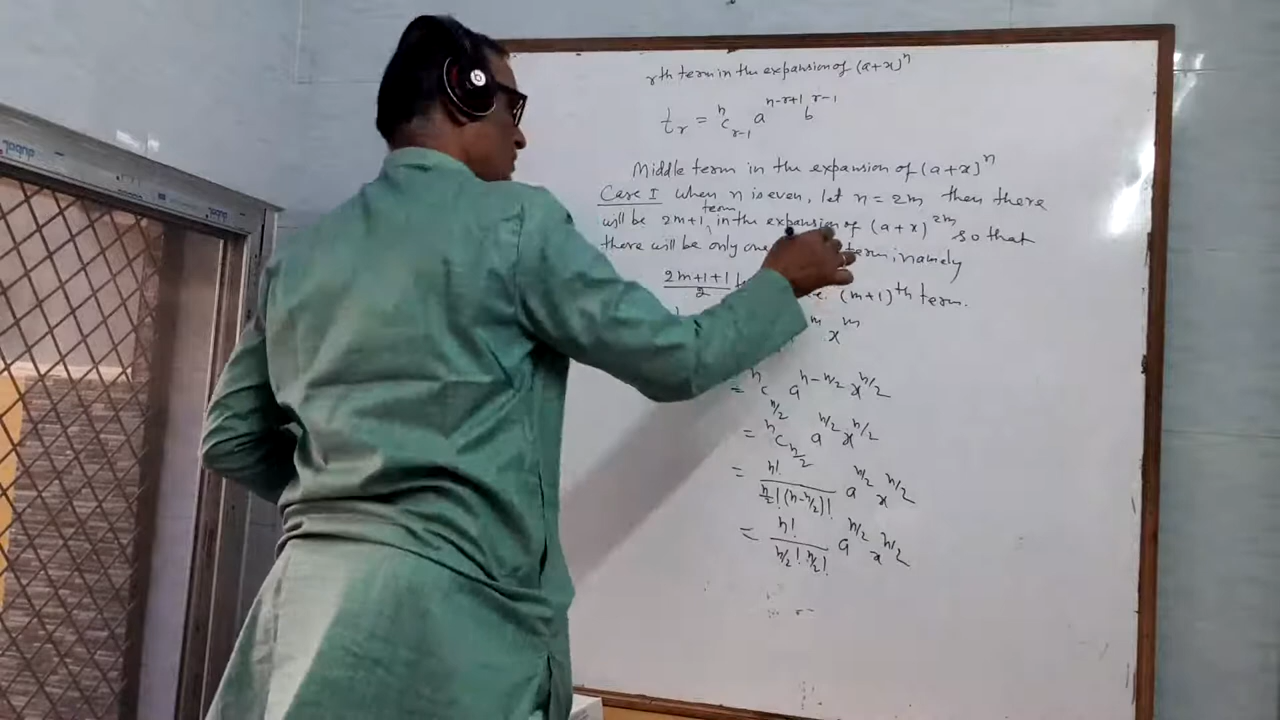 rth term in the expansion of (a+x)^n
t_r = ^nC_{r-1} a^{n-r+1} b^{r-1}
Middle term in the expansion of (a+x)^n
Case I when n is even, let n = 2m then there
will be 2m+1 term in the expansion of (a+x)^{2m} so that
there will be only one term namely
(2m+1+1)/2 (m+1)^{th} term.
^m x^m
= ^nC_{n/2} a^{n-n/2} x^{n/2}
= ^nC_{n/2} a^{n/2} x^{n/2}
= n!/(n/2!(n-n/2)!) a^{n/2} x^{n/2}
= n!/(n/2! n/2!) a^{n/2} x^{n/2}